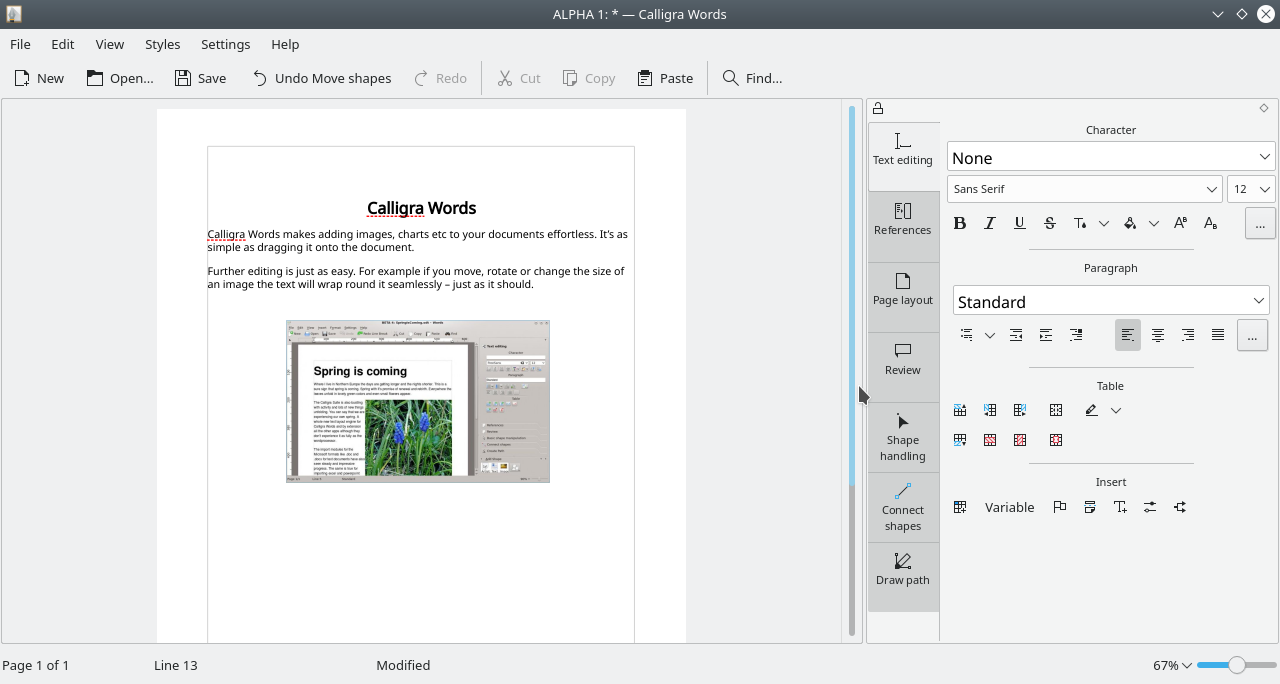 ALPHA 1: * — Calligra Words
File Edit View Styles Settings Help
New Open... Save Undo Move shapes Redo Cut Copy Paste Find...
Calligra Words
Calligra Words makes adding images, charts etc to your documents effortless. It's as
simple as dragging it onto the document.
Further editing is just as easy. For example if you move, rotate or change the size of
an image the text will wrap round it seamlessly – just as it should.
Spring is coming
Text editing
References
Page layout
Review
Shape
handling
Connect
shapes
Draw path
Character
None
Sans Serif 12
...
Paragraph
Standard
...
Table
Insert
Variable
Page 1 of 1 Line 13 Modified 67%